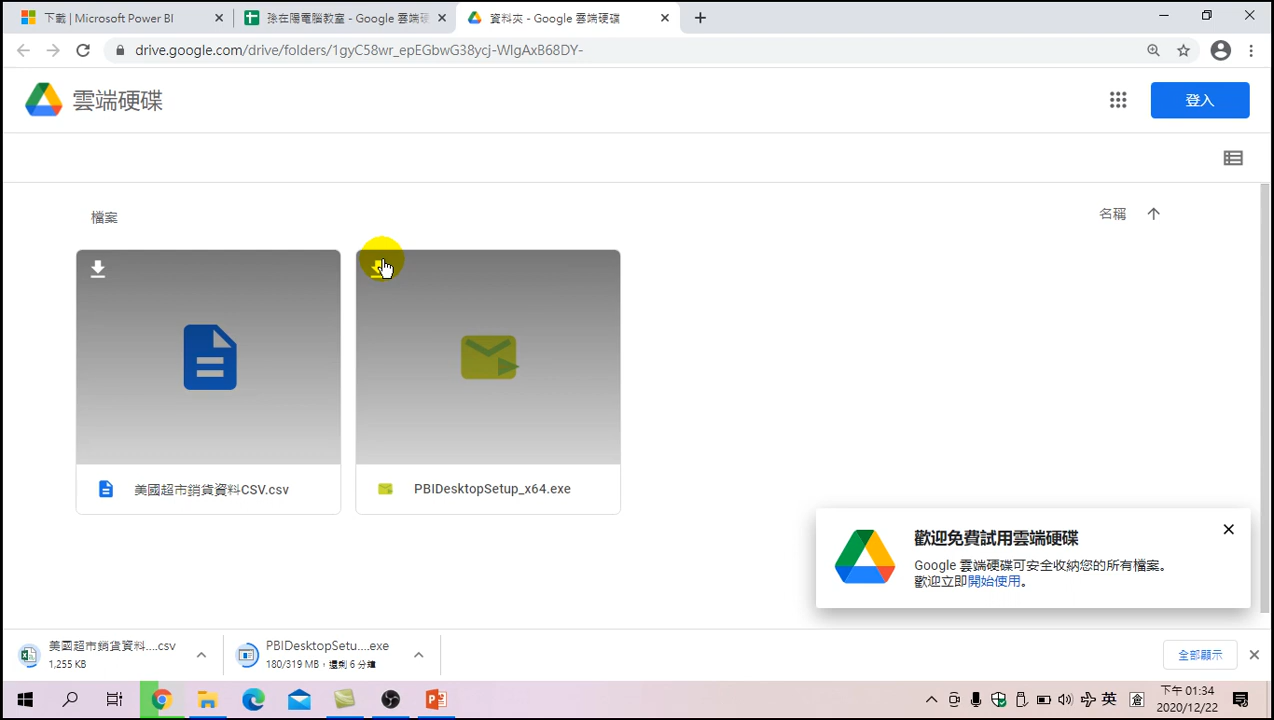 下載 | Microsoft Power BI
孫在陽電腦教室 - Google 雲端硬碟
資料夾 - Google 雲端硬碟
drive.google.com/drive/folders/1gyC58wr_epEGbwG38ycj-WIgAxB68DY-
雲端硬碟
登入
檔案
名稱
美國超市銷貨資料CSV.csv
PBIDesktopSetup_x64.exe
歡迎免費試用雲端硬碟
Google 雲端硬碟可安全收納您的所有檔案。
歡迎立即開始使用。
美國超市銷貨資料....csv
1,255 KB
PBIDesktopSetu....exe
180/319 MB，還剩 6 分鐘
全部顯示
英
倉
下午 01:34
2020/12/22